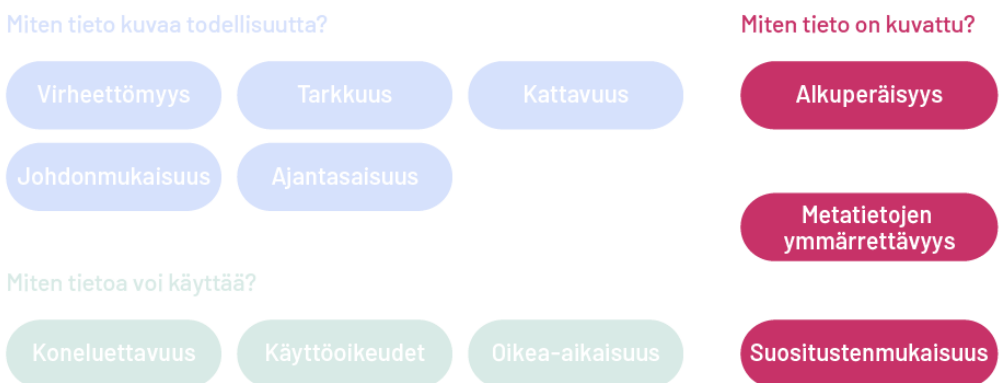 Miten tieto kuvaa todellisuutta?
Virheettömyys
Tarkkuus
Kattavuus
Johdonmukaisuus
Ajantasaisuus
Miten tietoa voi käyttää?
Koneluettavuus
Käyttöoikeudet
Oikea-aikaisuus
Miten tieto on kuvattu?
Alkuperäisyys
Metatietojen
ymmärrettävyys
Suositustenmukaisuus